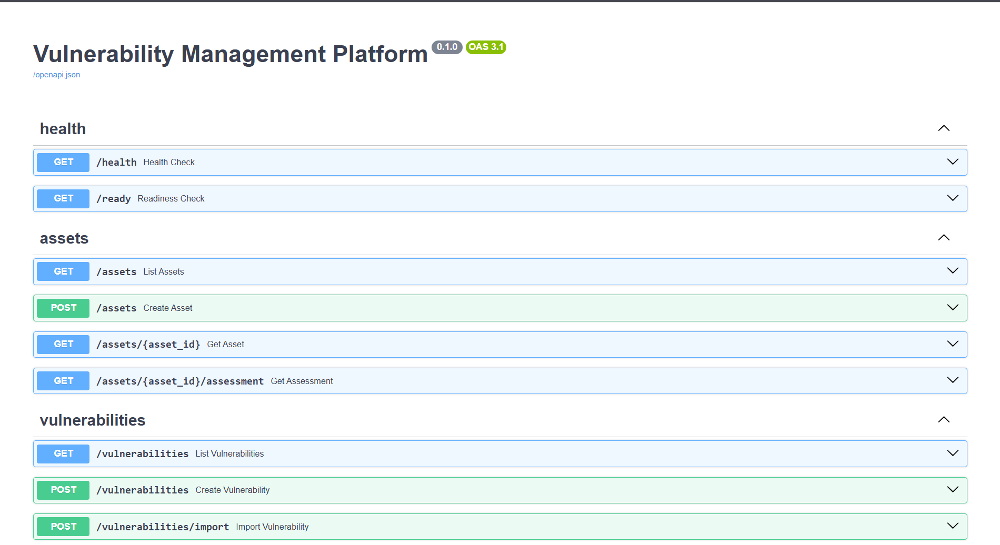 Vulnerability Management Platform 0.1.0 OAS 3.1
/openapi.json
health
GET /health Health Check
GET /ready Readiness Check
assets
GET /assets List Assets
POST /assets Create Asset
GET /assets/{asset_id} Get Asset
GET /assets/{asset_id}/assessment Get Assessment
vulnerabilities
GET /vulnerabilities List Vulnerabilities
POST /vulnerabilities Create Vulnerability
POST /vulnerabilities/import Import Vulnerability